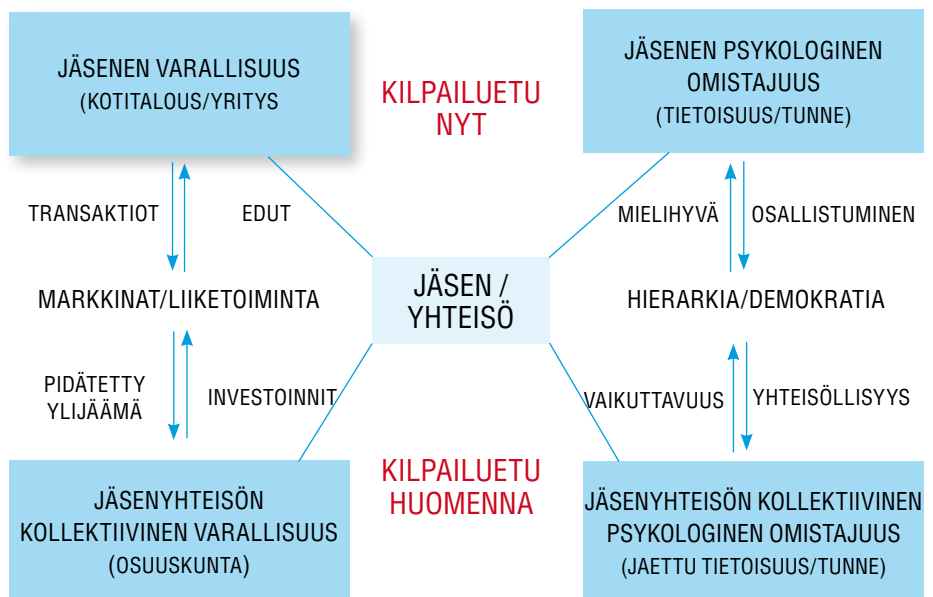 JÄSENEN VARALLISUUS
(KOTITALOUS/YRITYS
KILPAILUETU
NYT
JÄSENEN PSYKOLOGINEN
OMISTAJUUS
(TIETOISUUS/TUNNE)
TRANSAKTIOT
EDUT
MIELIHYVÄ
OSALLISTUMINEN
MARKKINAT/LIIKETOIMINTA
JÄSEN /
YHTEISÖ
HIERARKIA/DEMOKRATIA
PIDÄTETTY
YLIJÄÄMÄ
INVESTOINNIT
VAIKUTTAVUUS
YHTEISÖLLISYYS
KILPAILUETU
HUOMENNA
JÄSENYHTEISÖN
KOLLEKTIIVINEN VARALLISUUS
(OSUUSKUNTA)
JÄSENYHTEISÖN KOLLEKTIIVINEN
PSYKOLOGINEN OMISTAJUUS
(JAETTU TIETOISUUS/TUNNE)